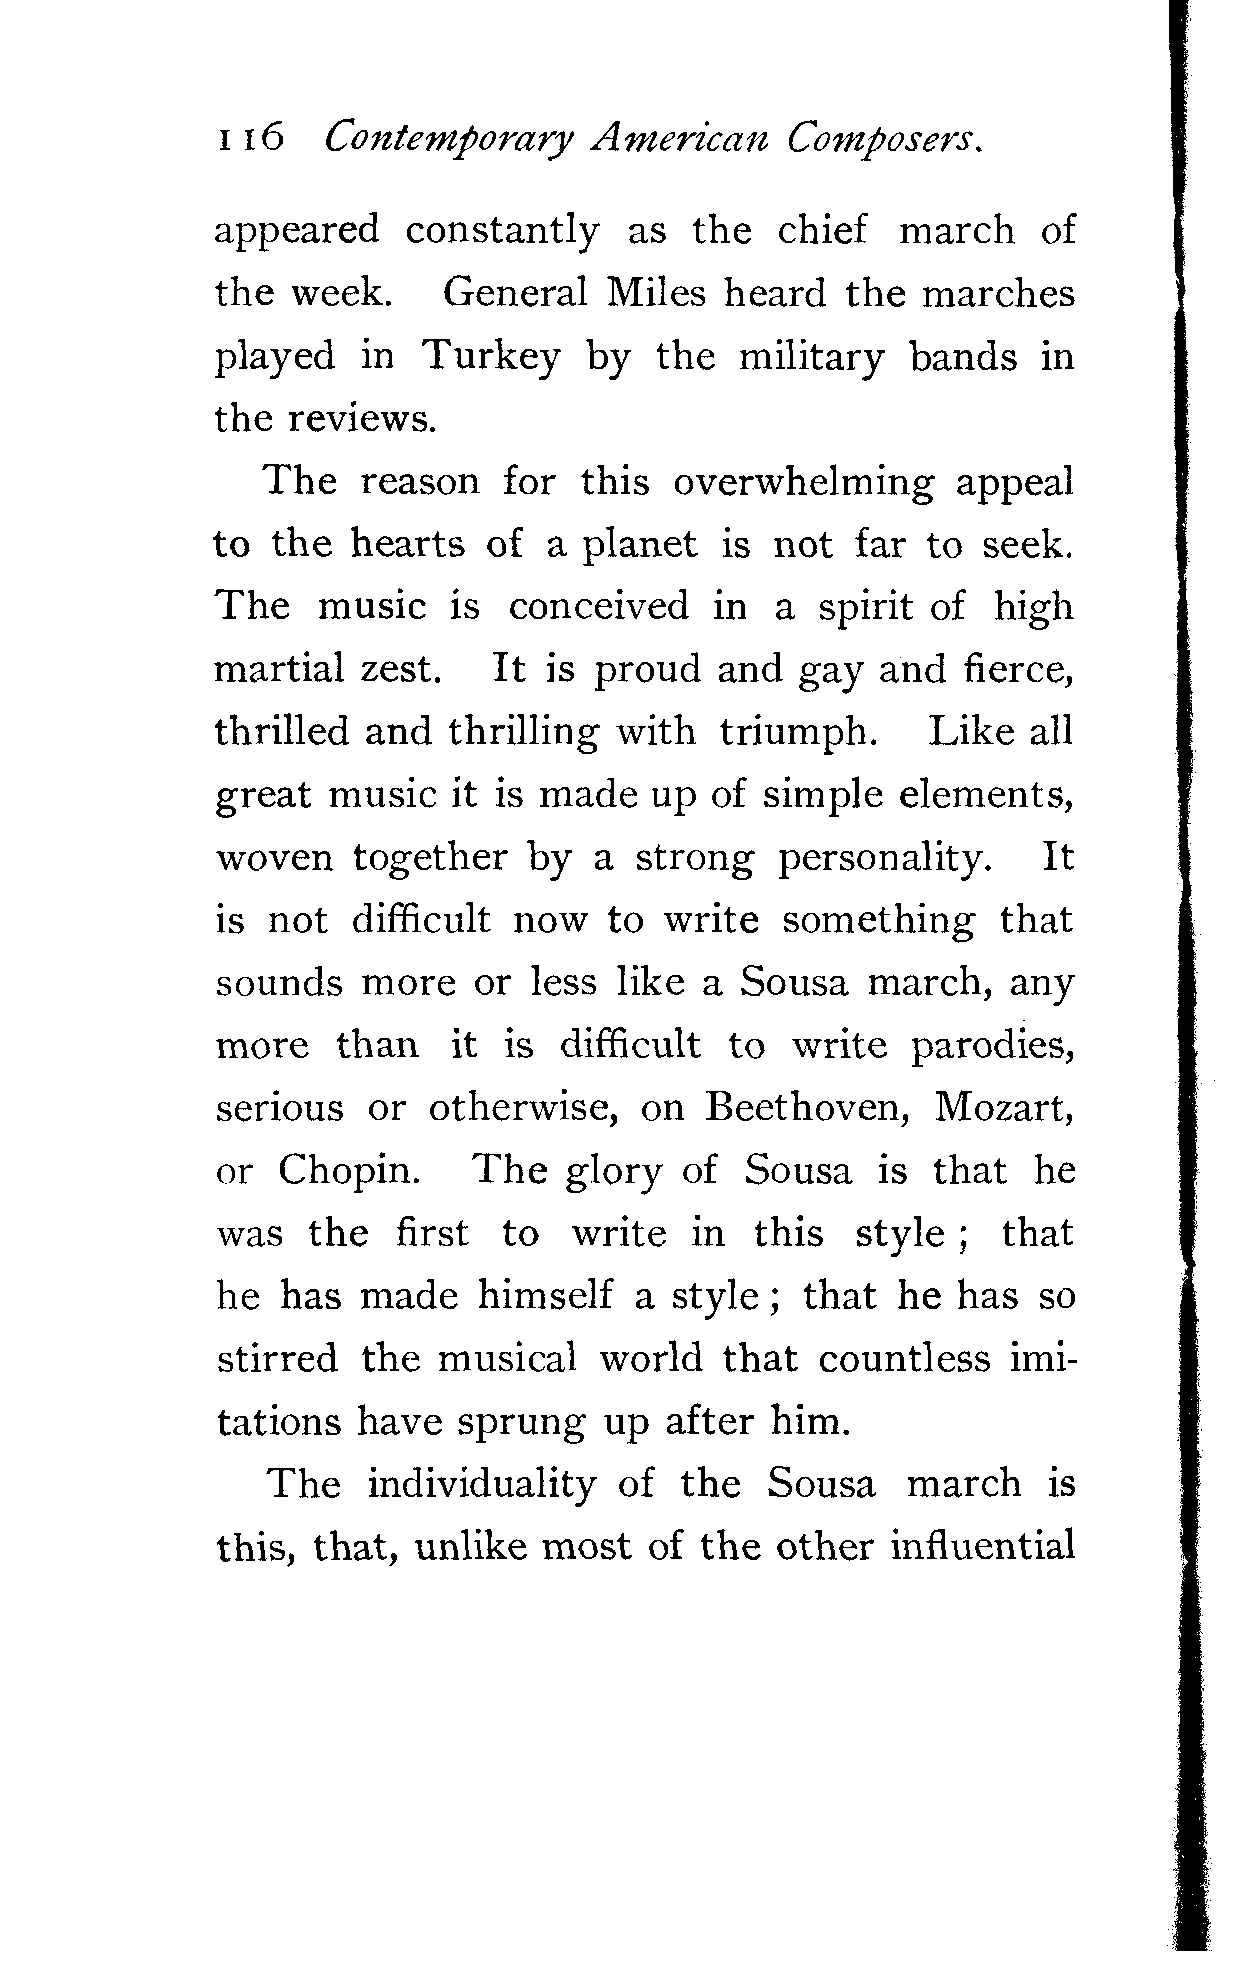 116 Contemporary American Composers.
appeared constantly as the chief march of
the week. General Miles heard the marches
played in Turkey by the military bands in
the reviews.
The reason for this overwhelming appeal
to the hearts of a planet is not far to seek.
The music is conceived in a spirit of high
martial zest. It is proud and gay and fierce,
thrilled and thrilling with triumph. Like all
great music it is made up of simple elements,
woven together by a strong personality. It
is not difficult now to write something that
sounds more or less like a Sousa march, any
more than it is difficult to write parodies,
serious or otherwise, on Beethoven, Mozart,
or Chopin. The glory of Sousa is that he
was the first to write in this style ; that
he has made himself a style ; that he has so
stirred the musical world that countless imi-
tations have sprung up after him.
The individuality of the Sousa march is
this, that, unlike most of the other influential